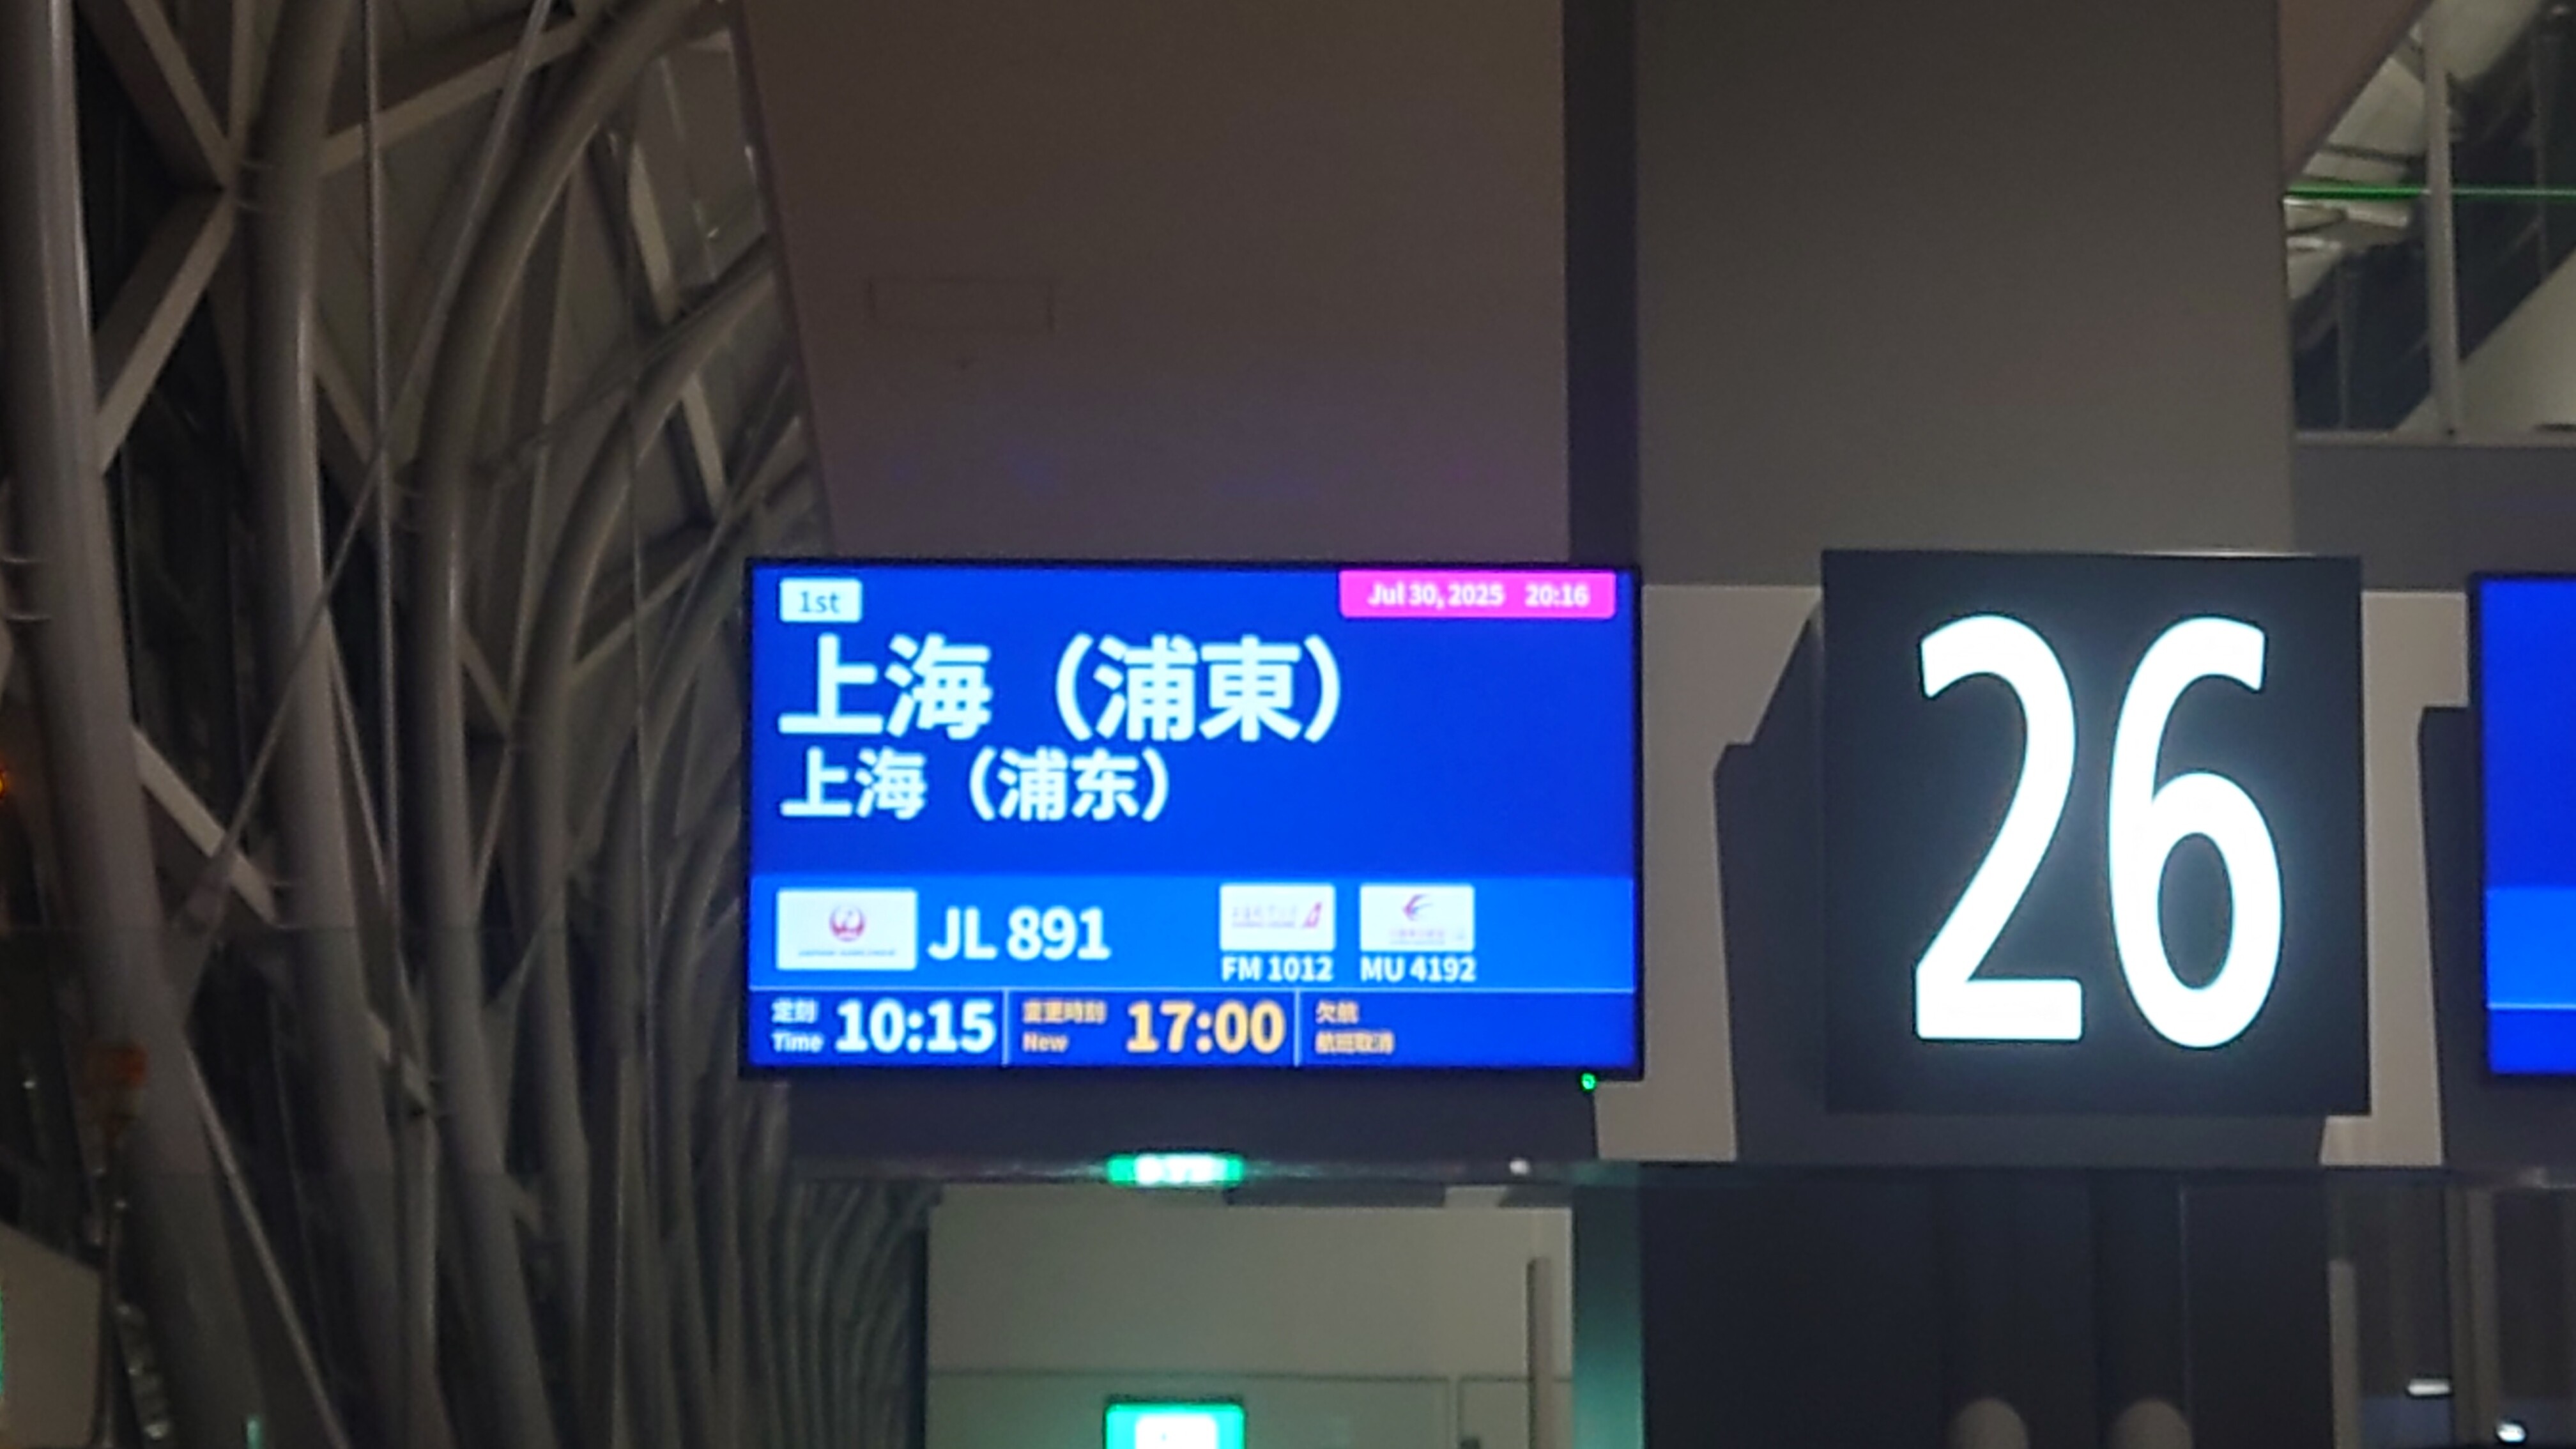 1st
Jul 30, 2025 20:16
上海（浦東）
上海（浦东）
JL 891
FM 1012
MU 4192
定刻
Time
10:15
変更時刻
New
17:00
欠航
航班取消
26